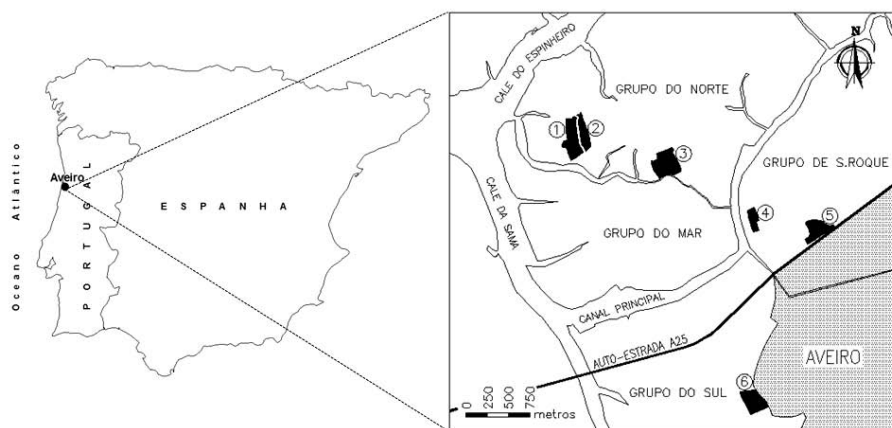 Oceano Atlântico
Aveiro
PORTUGAL
ESPANHA
N
CALE DO ESPINHEIRO
GRUPO DO NORTE
1
2
3
GRUPO DE S.ROQUE
CALE DA SAMA
GRUPO DO MAR
4
5
CANAL PRINCIPAL
AUTO-ESTRADA A25
AVEIRO
GRUPO DO SUL
6
0 250 500 750
metros